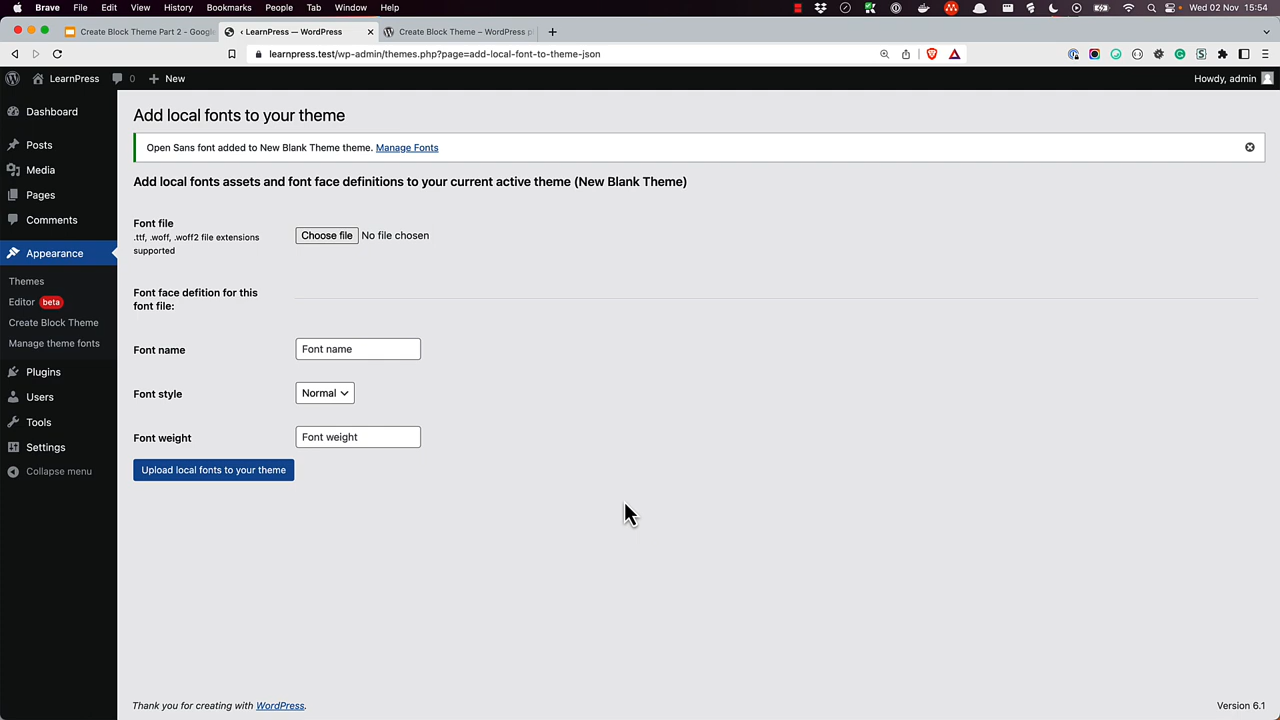 Brave File Edit View History Bookmarks People Tab Window Help Wed 02 Nov 15:54
Create Block Theme Part 2 - Google
‹ LearnPress — WordPress
Create Block Theme – WordPress p
learnpress.test/wp-admin/themes.php?page=add-local-font-to-theme-json
LearnPress 0 New Howdy, admin
Dashboard
Posts
Media
Pages
Comments
Appearance
Themes
Editor beta
Create Block Theme
Manage theme fonts
Plugins
Users
Tools
Settings
Collapse menu
Add local fonts to your theme
Open Sans font added to New Blank Theme theme. Manage Fonts
Add local fonts assets and font face definitions to your current active theme (New Blank Theme)
Font file
.ttf, .woff, .woff2 file extensions
supported
Choose file No file chosen
Font face defition for this
font file:
Font name Font name
Font style Normal
Font weight Font weight
Upload local fonts to your theme
Thank you for creating with WordPress.
Version 6.1